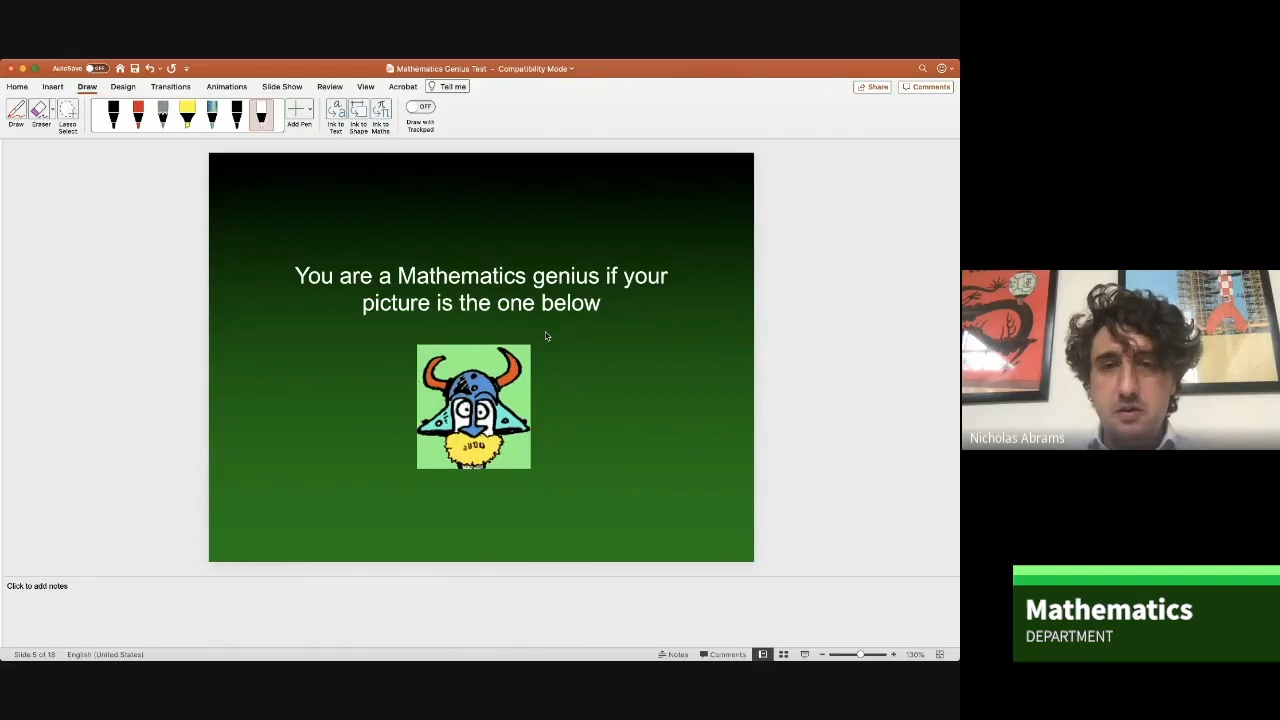 AutoSave OFF
Mathematics Genius Test – Compatibility Mode
Home Insert Draw Design Transitions Animations Slide Show Review View Acrobat Tell me
Share Comments
Draw Eraser Lasso Select Add Pen Ink to Text Ink to Shape Ink to Maths OFF Draw with Trackpad
You are a Mathematics genius if your
picture is the one below
Nicholas Abrams
Click to add notes
Mathematics
DEPARTMENT
Slide 5 of 18 English (United States) Notes Comments 130%